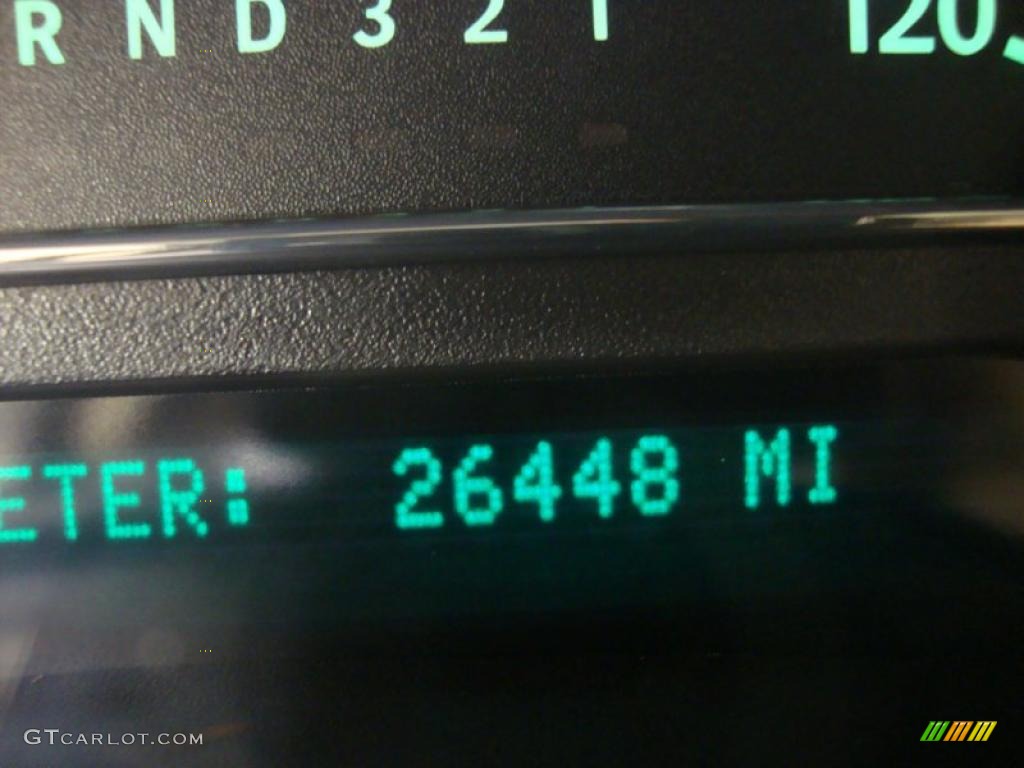 R N D 3 2 1 120
ETER: 26448 MI
GTCARLOT.COM